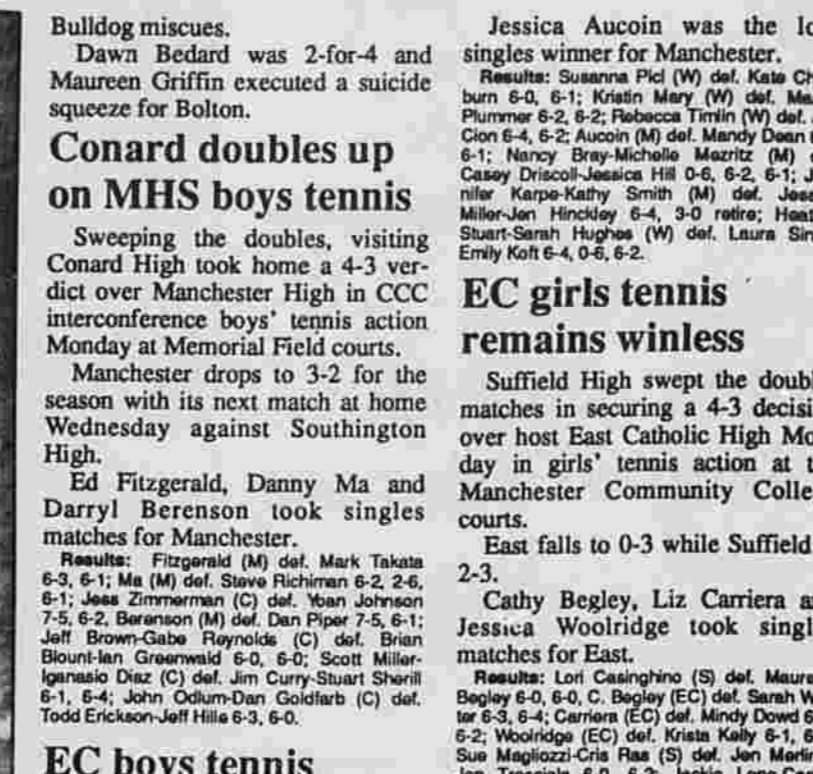 Bulldog miscues.
Dawn Bedard was 2-for-4 and
Maureen Griffin executed a suicide
squeeze for Bolton.
Conard doubles up
on MHS boys tennis
Sweeping the doubles, visiting
Conard High took home a 4-3 ver-
dict over Manchester High in CCC
interconference boys' tennis action
Monday at Memorial Field courts.
Manchester drops to 3-2 for the
season with its next match at home
Wednesday against Southington
High.
Ed Fitzgerald, Danny Ma and
Darryl Berenson took singles
matches for Manchester.
Results: Fitzgerald (M) def. Mark Takata
6-3, 6-1; Ma (M) def. Steve Richiman 6-2, 2-6,
6-1; Jess Zimmerman (C) def. Yban Johnson
7-5, 6-2, Berenson (M) def. Dan Piper 7-5, 6-1;
Jeff Brown-Gabe Reynolds (C) def. Brian
Blount-Ian Greenwald 6-0, 6-0; Scott Miller-
Iganasio Diaz (C) def. Jim Curry-Stuart Sherill
6-1, 6-4; John Odlum-Dan Goldfarb (C) def.
Todd Erickson-Jeff Hille 6-3, 6-0.
EC boys tennis
Jessica Aucoin was the
singles winner for Manchester.
Results: Susanna Picl (W) def. Kate
burn 6-0, 6-1; Kristin Mary (W) def.
Plummer 6-2, 6-2; Rebecca Timlin (W) def.
Cion 6-4, 6-2; Aucoin (M) def. Mandy Dean
6-1; Nancy Bray-Michelle Mezritz (M)
Casey Driscoll-Jessica Hill 0-6, 6-2, 6-1;
nifer Karpe-Kathy Smith (M) def.
Miller-Jen Hinckley 6-4, 3-0 retire;
Stuart-Sarah Hughes (W) def. Laura
Emily Koft 6-4, 0-6, 6-2.
EC girls tennis
remains winless
Suffield High swept the
matches in securing a 4-3
over host East Catholic High
day in girls' tennis action at
Manchester Community
courts.
East falls to 0-3 while Suffield
2-3.
Cathy Begley, Liz Carriera
Jessica Woolridge took
matches for East.
Results: Lori Casinghino (S) def.
Begley 6-0, 6-0, C. Begley (EC) def. Sarah
ter 6-3, 6-4; Carriera (EC) def. Mindy Dowd
6-2; Woolridge (EC) def. Krista Kelly 6-1,
Sue Magliozzi-Cris Raa (S) def. Jen